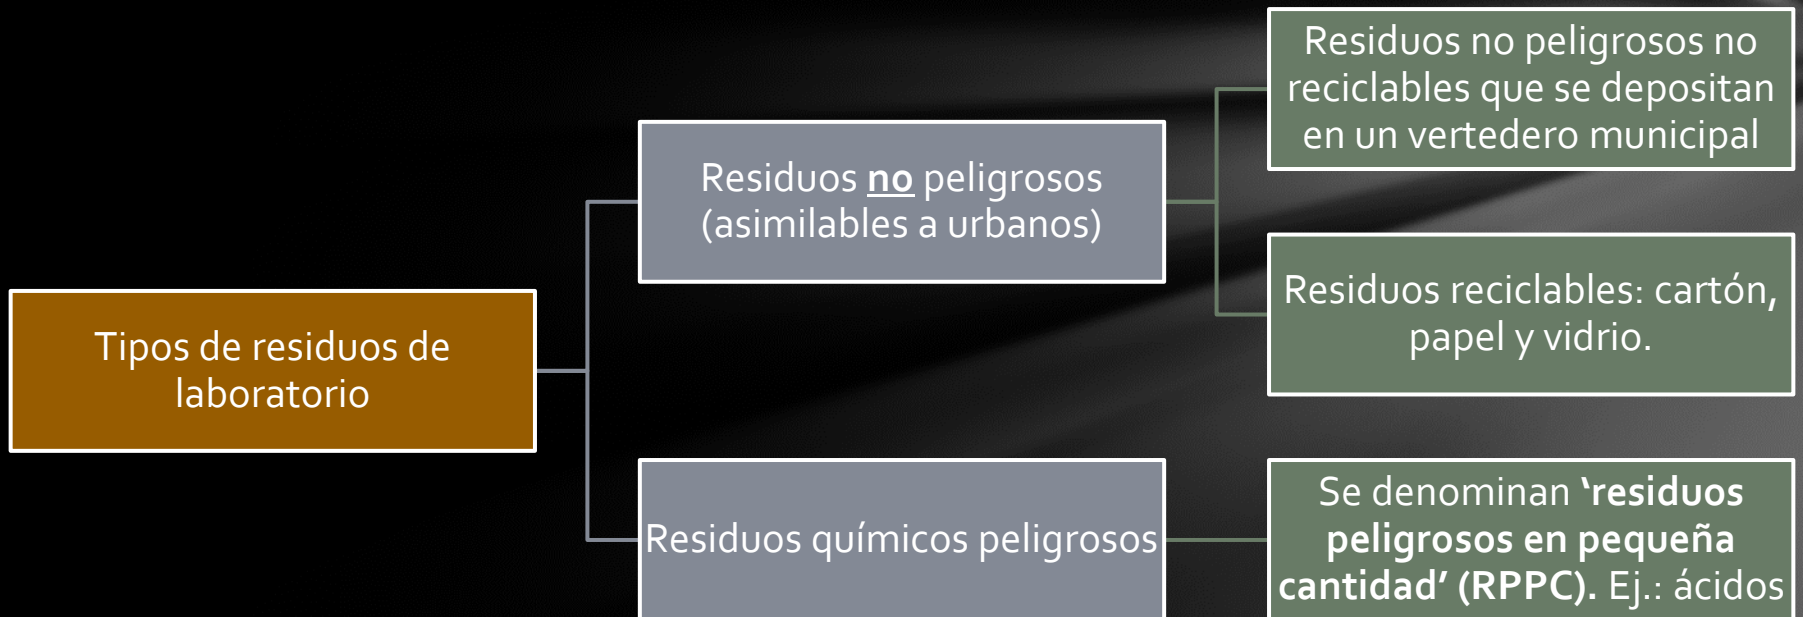 Tipos de residuos de
laboratorio
Residuos no peligrosos
(asimilables a urbanos)
Residuos no peligrosos no
reciclables que se depositan
en un vertedero municipal
Residuos reciclables: cartón,
papel y vidrio.
Residuos químicos peligrosos
Se denominan ‘residuos
peligrosos en pequeña
cantidad’ (RPPC). Ej.: ácidos